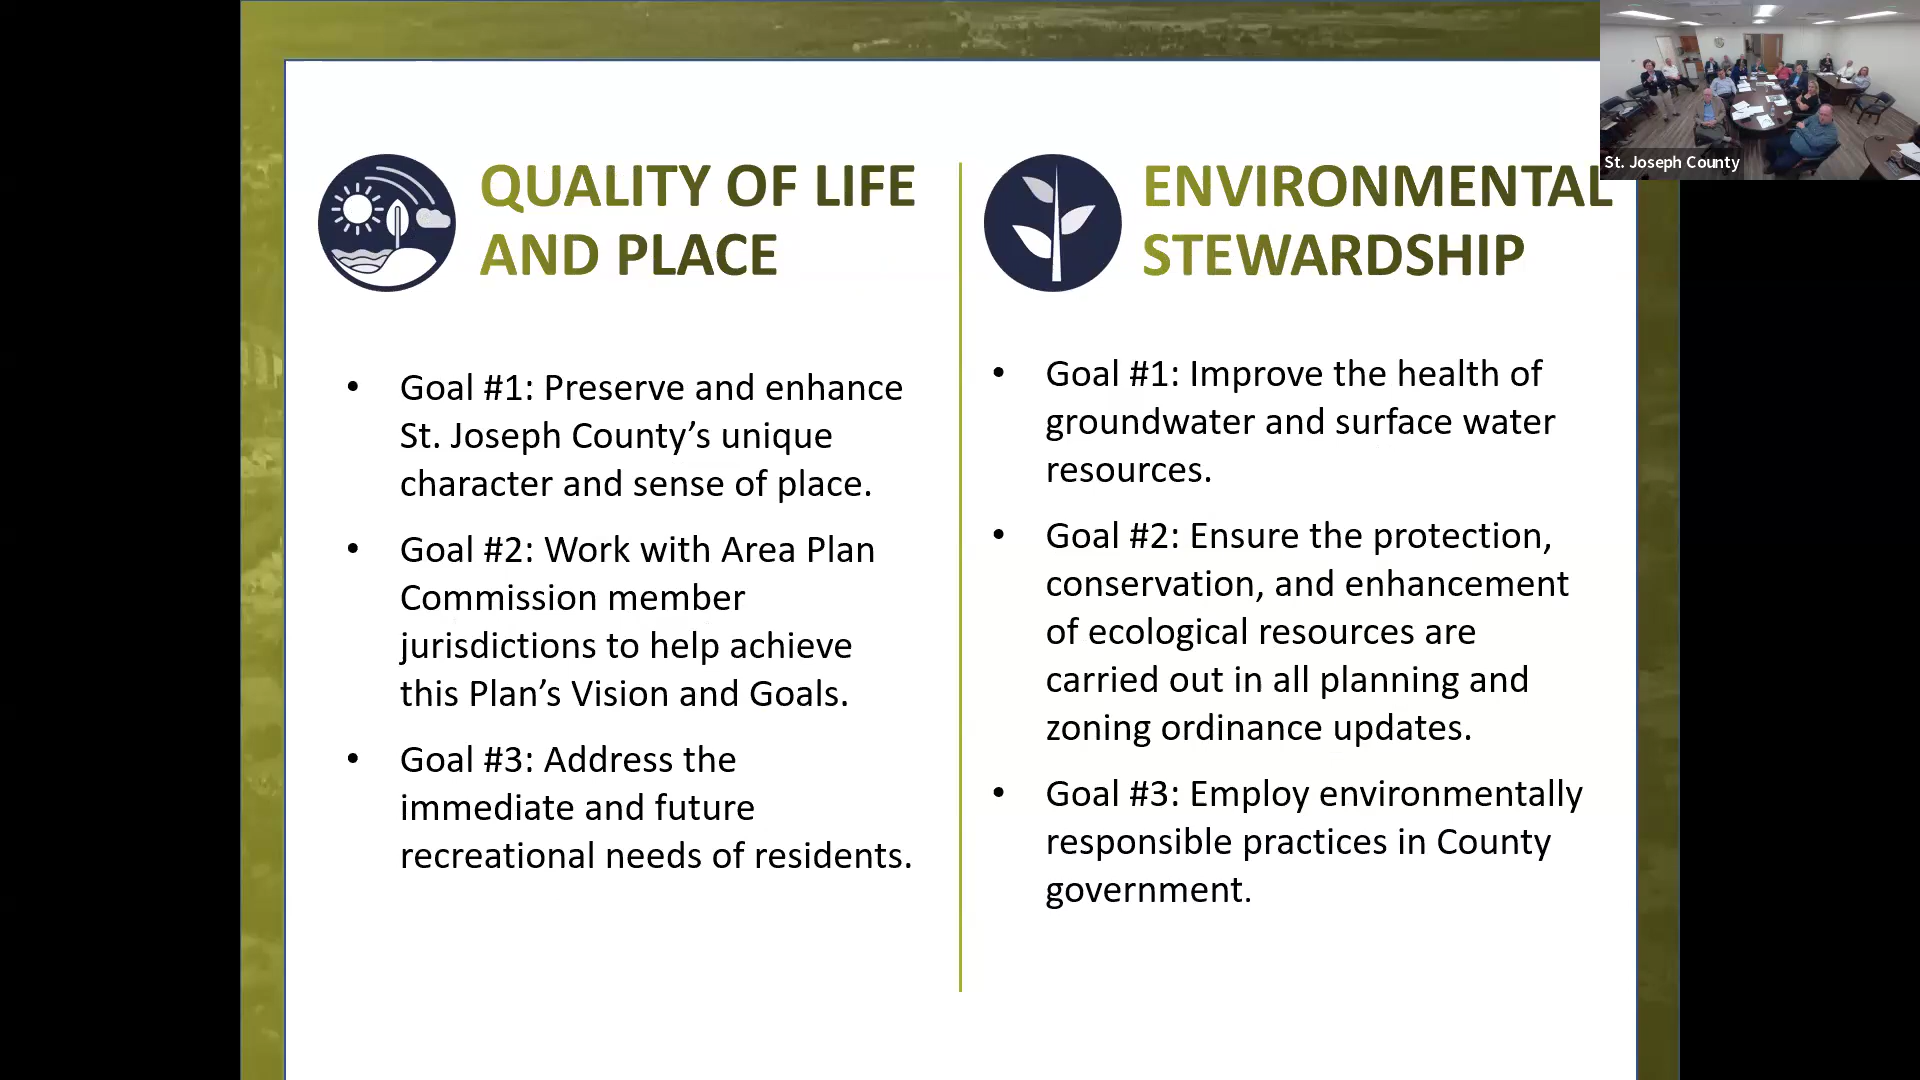 QUALITY OF LIFE
AND PLACE
• Goal #1: Preserve and enhance
St. Joseph County’s unique
character and sense of place.
• Goal #2: Work with Area Plan
Commission member
jurisdictions to help achieve
this Plan’s Vision and Goals.
• Goal #3: Address the
immediate and future
recreational needs of residents.
ENVIRONMENTAL
STEWARDSHIP
• Goal #1: Improve the health of
groundwater and surface water
resources.
• Goal #2: Ensure the protection,
conservation, and enhancement
of ecological resources are
carried out in all planning and
zoning ordinance updates.
• Goal #3: Employ environmentally
responsible practices in County
government.
St. Joseph County